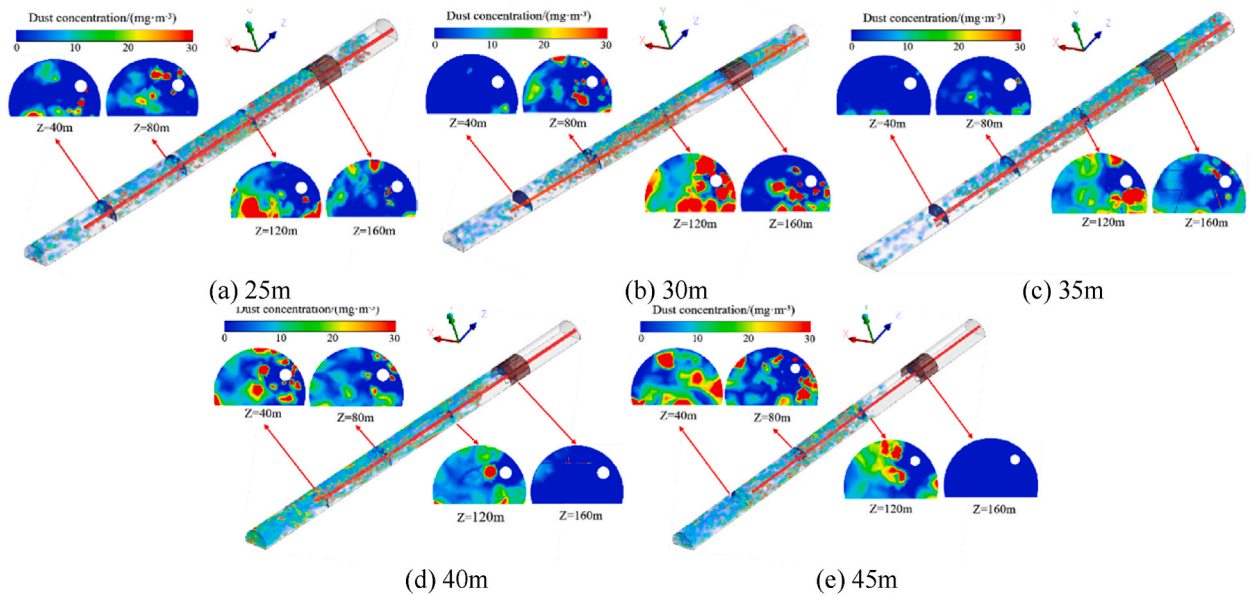 Dust concentration/(mg·m⁻³)
0 10 20 30
Y
X
Z
Z=40m
Z=80m
Z=120m
Z=160m
(a) 25m
Dust concentration/(mg·m⁻³)
0 10 20 30
Y
X
Z
Z=40m
Z=80m
Z=120m
Z=160m
(b) 30m
Dust concentration/(mg·m⁻³)
0 10 20 30
Y
X
Z
Z=40m
Z=80m
Z=120m
Z=160m
(c) 35m
Dust concentration/(mg·m⁻³)
0 10 20 30
X
Z
Z=40m
Z=80m
Z=120m
Z=160m
(d) 40m
Dust concentration/(mg·m⁻³)
0 10 20 30
X
Z
Z=40m
Z=80m
Z=120m
Z=160m
(e) 45m